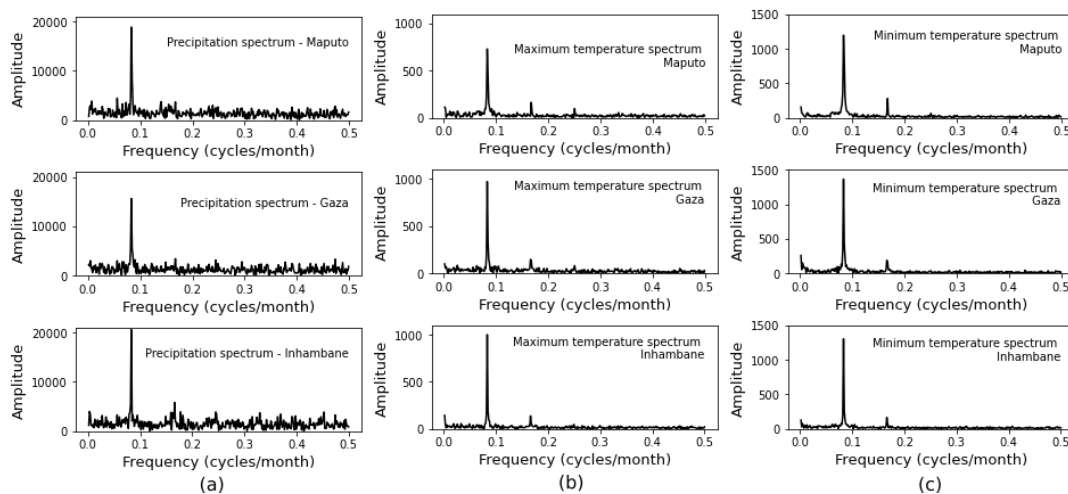 Amplitude
20000
10000
0
Precipitation spectrum - Maputo
0.0 0.1 0.2 0.3 0.4 0.5
Frequency (cycles/month)
Amplitude
1000
500
0
Maximum temperature spectrum
Maputo
0.0 0.1 0.2 0.3 0.4 0.5
Frequency (cycles/month)
Amplitude
1500
1000
500
0
Minimum temperature spectrum
Maputo
0.0 0.1 0.2 0.3 0.4 0.5
Frequency (cycles/month)
Amplitude
20000
10000
0
Precipitation spectrum - Gaza
0.0 0.1 0.2 0.3 0.4 0.5
Frequency (cycles/month)
Amplitude
1000
500
0
Maximum temperature spectrum
Gaza
0.0 0.1 0.2 0.3 0.4 0.5
Frequency (cycles/month)
Amplitude
1500
1000
500
0
Minimum temperature spectrum
Gaza
0.0 0.1 0.2 0.3 0.4 0.5
Frequency (cycles/month)
Amplitude
20000
10000
0
Precipitation spectrum - Inhambane
0.0 0.1 0.2 0.3 0.4 0.5
Frequency (cycles/month)
Amplitude
1000
500
0
Maximum temperature spectrum
Inhambane
0.0 0.1 0.2 0.3 0.4 0.5
Frequency (cycles/month)
Amplitude
1500
1000
500
0
Minimum temperature spectrum
Inhambane
0.0 0.1 0.2 0.3 0.4 0.5
Frequency (cycles/month)
(a)
(b)
(c)